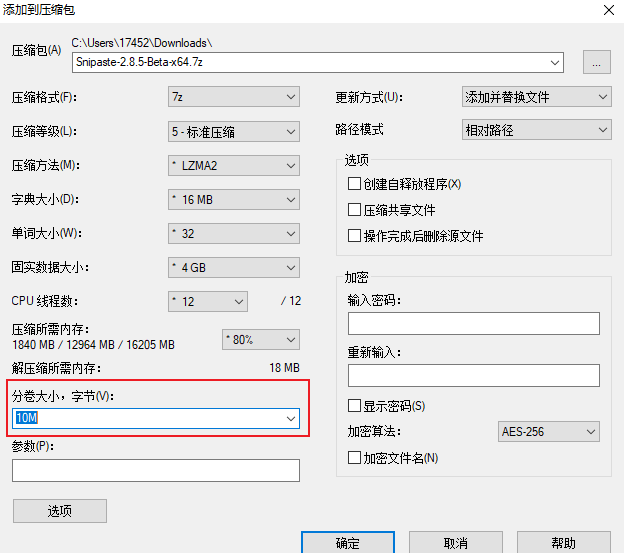 添加到压缩包
压缩包(A)
C:\Users\17452\Downloads\
Snipaste-2.8.5-Beta-x64.7z
...
压缩格式(F):
7z
更新方式(U):
添加并替换文件
压缩等级(L):
5 - 标准压缩
路径模式
相对路径
压缩方法(M):
* LZMA2
选项
字典大小(D):
* 16 MB
创建自释放程序(X)
压缩共享文件
单词大小(W):
* 32
操作完成后删除源文件
固实数据大小:
* 4 GB
加密
CPU 线程数:
* 12
/ 12
输入密码:
压缩所需内存:
1840 MB / 12964 MB / 16205 MB
* 80%
重新输入:
解压缩所需内存:
18 MB
分卷大小，字节(V):
10M
显示密码(S)
加密算法:
AES-256
参数(P):
加密文件名(N)
选项
确定
取消
帮助